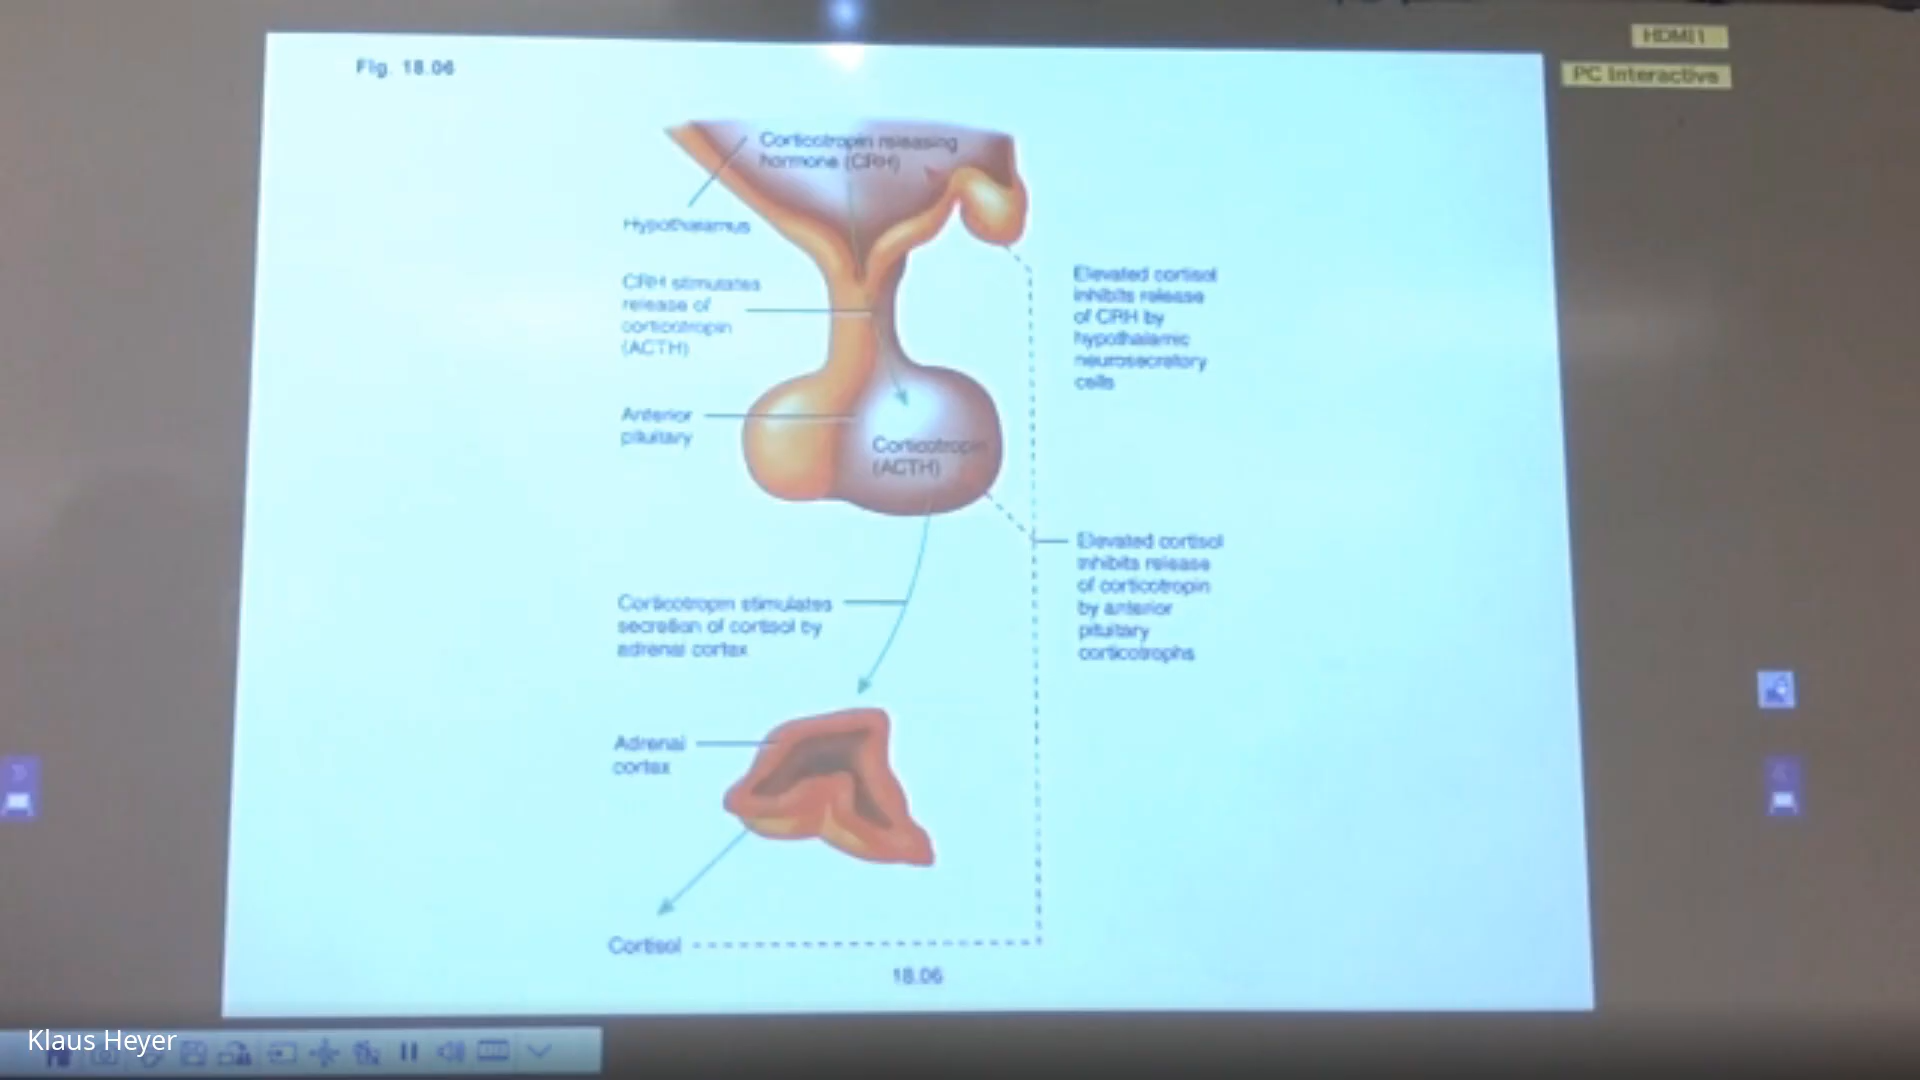 HDMI1
PC Interactive
Fig. 18.06
Corticotropin releasing
hormone (CRH)
Hypothalamus
CRH stimulates
release of
corticotropin
(ACTH)
Anterior
pituitary
Corticotropin
(ACTH)
Elevated cortisol
inhibits release
of CRH by
hypothalamic
neurosecretory
cells
Elevated cortisol
inhibits release
of corticotropin
by anterior
pituitary
corticotrophs
Corticotropin stimulates
secretion of cortisol by
adrenal cortex
Adrenal
cortex
Cortisol
18.06
Klaus Heyer